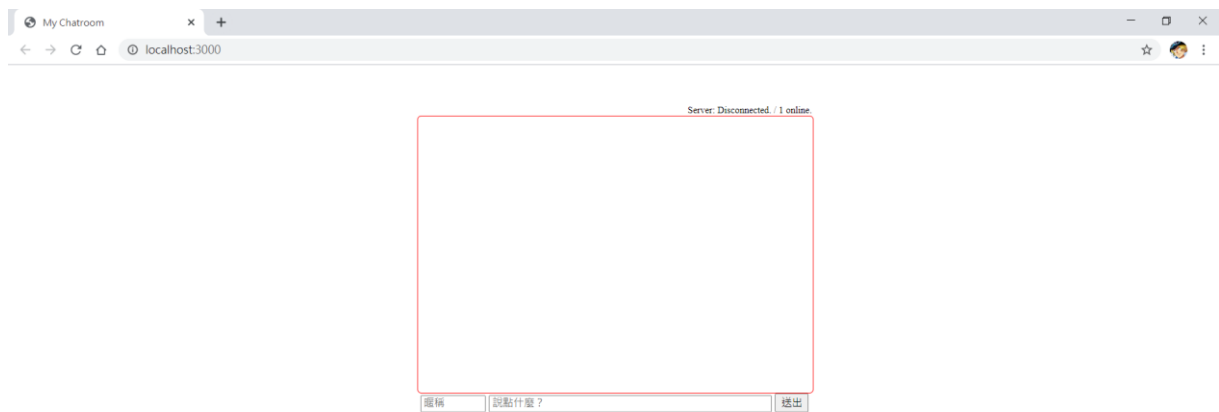 My Chatroom
localhost:3000
Server: Disconnected. / 1 online.
暱稱 說點什麼？ 送出